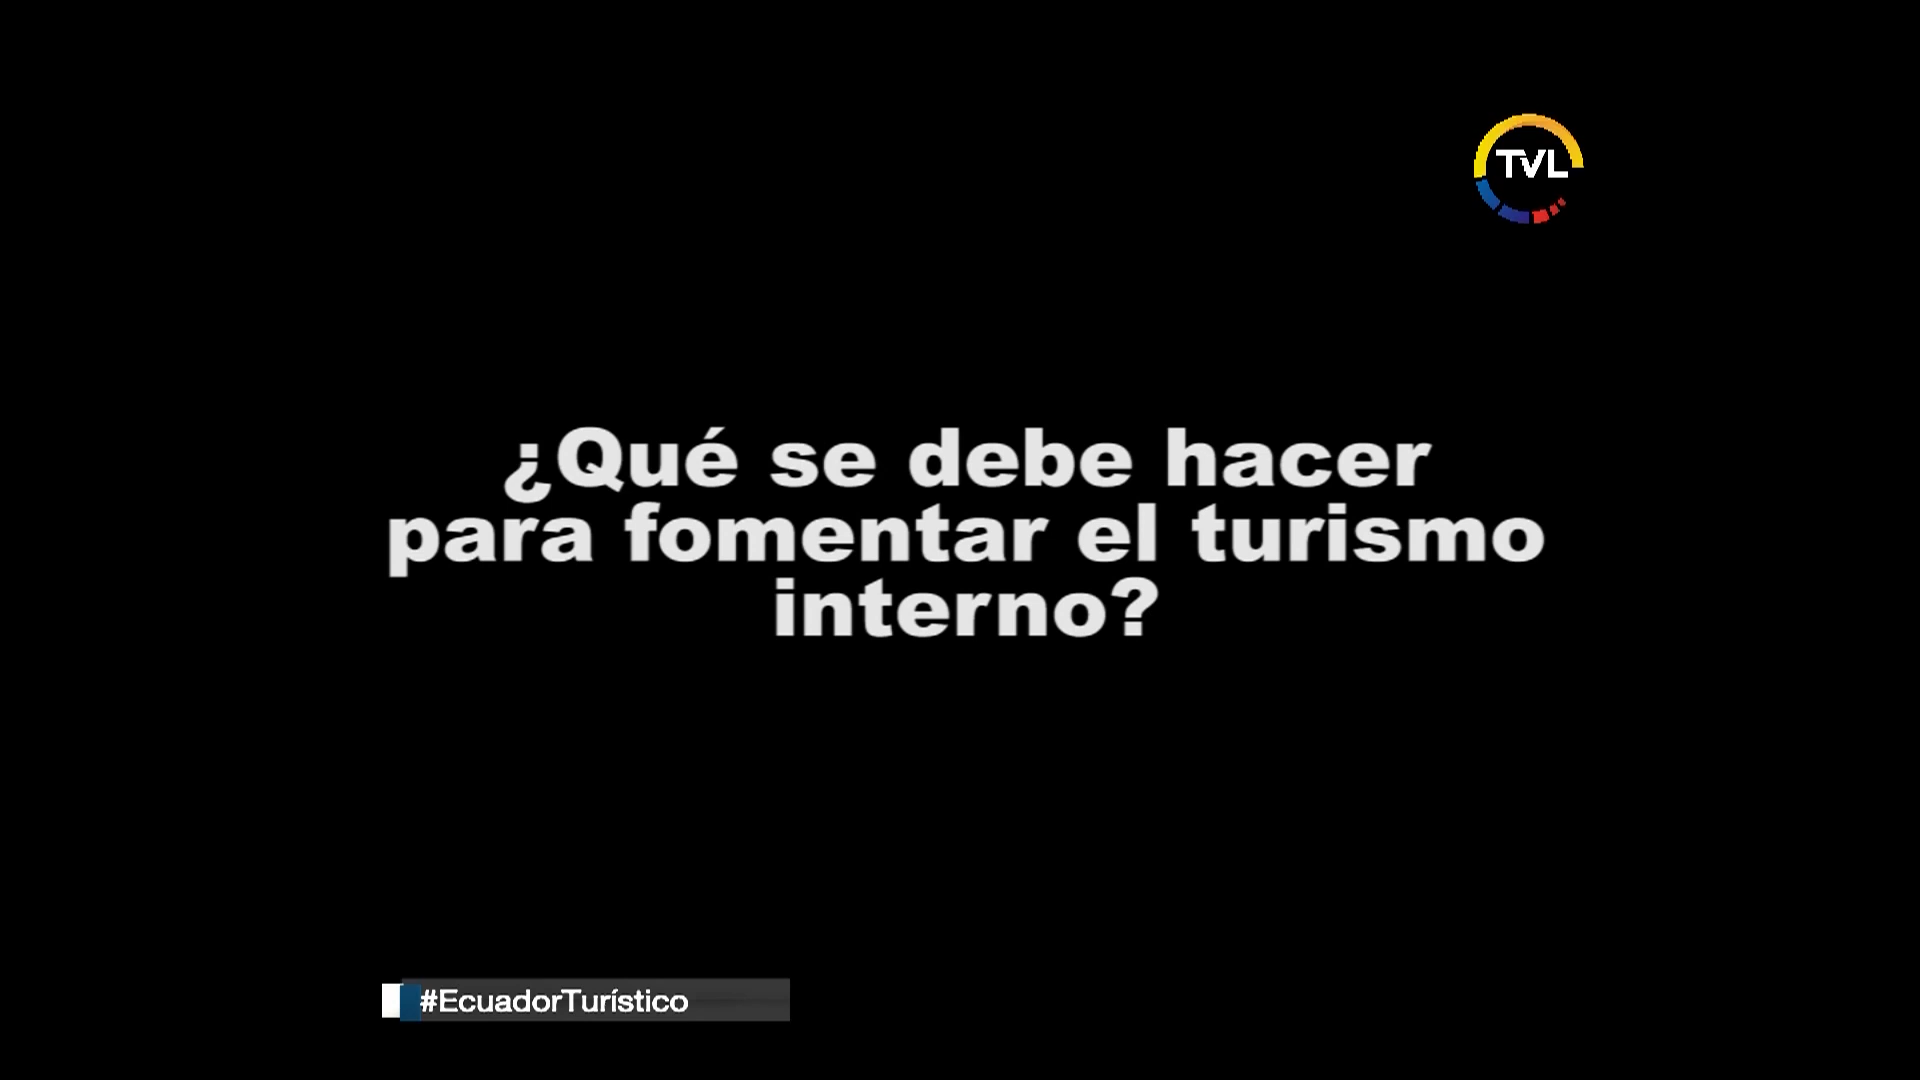 TVL
¿Qué se debe hacer
para fomentar el turismo
interno?
#EcuadorTurístico